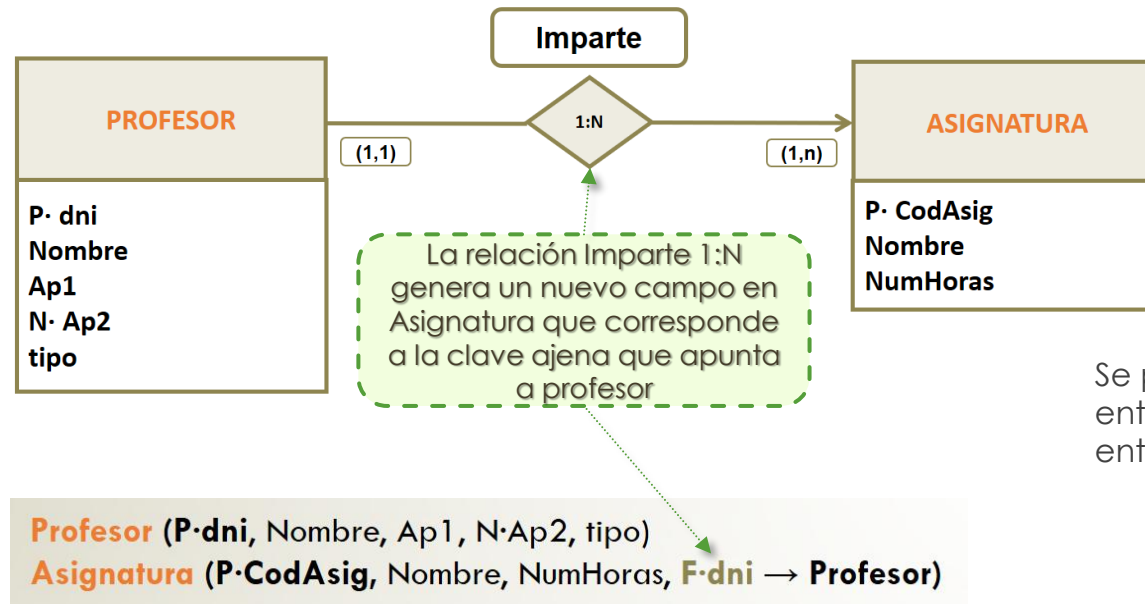 Imparte
PROFESOR
1:N
ASIGNATURA
(1,1)
(1,n)
P· dni
Nombre
Ap1
N· Ap2
tipo
P· CodAsig
Nombre
NumHoras
La relación Imparte 1:N
genera un nuevo campo en
Asignatura que corresponde
a la clave ajena que apunta
a profesor
Se p
ent
ent
Profesor (P·dni, Nombre, Ap1, N·Ap2, tipo)
Asignatura (P·CodAsig, Nombre, NumHoras, F·dni → Profesor)